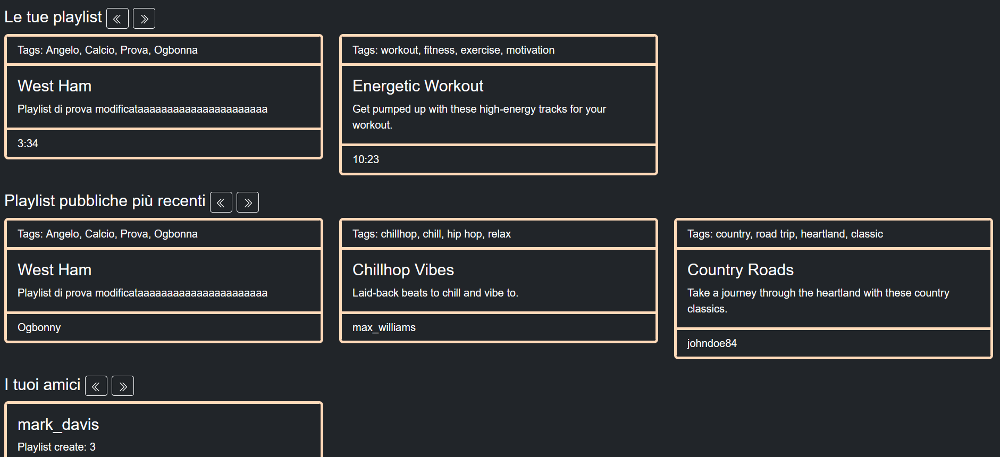 Le tue playlist
Tags: Angelo, Calcio, Prova, Ogbonna
West Ham
Playlist di prova modificataaaaaaaaaaaaaaaaaaaaaaa
3:34
Tags: workout, fitness, exercise, motivation
Energetic Workout
Get pumped up with these high-energy tracks for your
workout.
10:23
Playlist pubbliche più recenti
Tags: Angelo, Calcio, Prova, Ogbonna
West Ham
Playlist di prova modificataaaaaaaaaaaaaaaaaaaaaaa
Ogbonny
Tags: chillhop, chill, hip hop, relax
Chillhop Vibes
Laid-back beats to chill and vibe to.
max_williams
Tags: country, road trip, heartland, classic
Country Roads
Take a journey through the heartland with these country
classics.
johndoe84
I tuoi amici
mark_davis
Playlist create: 3